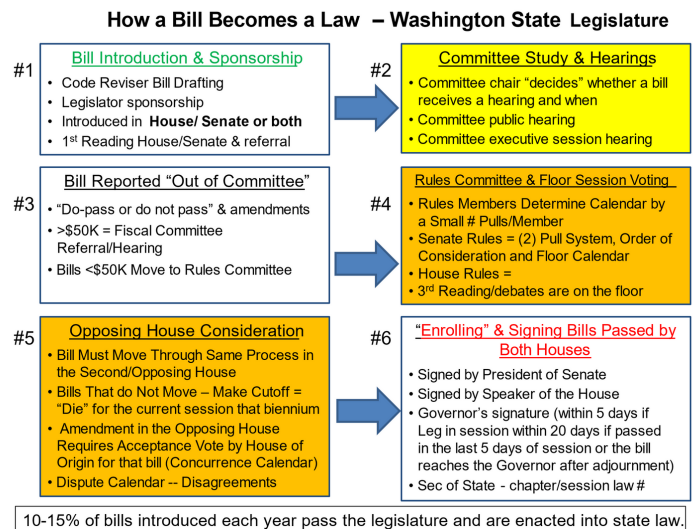 How a Bill Becomes a Law – Washington State Legislature
#1
Bill Introduction & Sponsorship
• Code Reviser Bill Drafting
• Legislator sponsorship
• Introduced in House/ Senate or both
• 1st Reading House/Senate & referral
#2
Committee Study & Hearings
• Committee chair “decides” whether a bill
receives a hearing and when
• Committee public hearing
• Committee executive session hearing
#3
Bill Reported “Out of Committee”
• “Do-pass or do not pass” & amendments
• >$50K = Fiscal Committee
Referral/Hearing
• Bills <$50K Move to Rules Committee
#4
Rules Committee & Floor Session Voting
• Rules Members Determine Calendar by
a Small # Pulls/Member
• Senate Rules = (2) Pull System, Order of
Consideration and Floor Calendar
• House Rules =
• 3rd Reading/debates are on the floor
#5
Opposing House Consideration
• Bill Must Move Through Same Process in
the Second/Opposing House
• Bills That do Not Move – Make Cutoff =
“Die” for the current session that biennium
• Amendment in the Opposing House
Requires Acceptance Vote by House of
Origin for that bill (Concurrence Calendar)
• Dispute Calendar -- Disagreements
#6
“Enrolling” & Signing Bills Passed by
Both Houses
• Signed by President of Senate
• Signed by Speaker of the House
• Governor’s signature (within 5 days if
Leg in session within 20 days if passed
in the last 5 days of session or the bill
reaches the Governor after adjournment)
• Sec of State - chapter/session law #
10-15% of bills introduced each year pass the legislature and are enacted into state law.